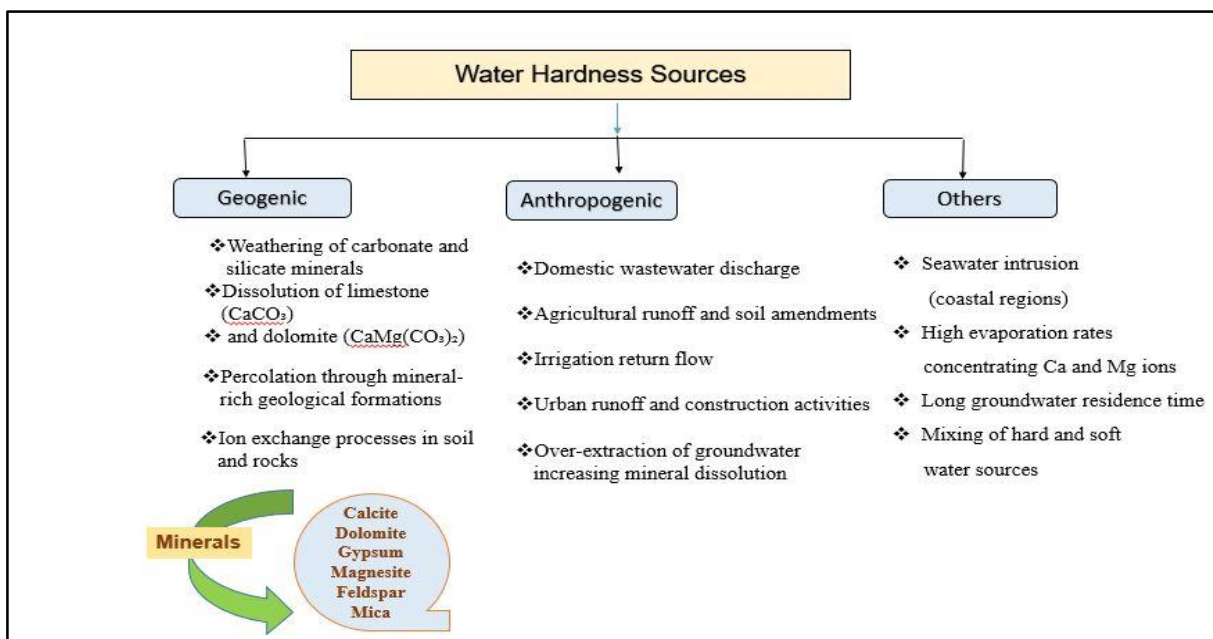 Water Hardness Sources
Geogenic
❖Weathering of carbonate and
silicate minerals
❖Dissolution of limestone
(CaCO₃)
❖ and dolomite (CaMg(CO₃)₂)
❖Percolation through mineral-
rich geological formations
❖Ion exchange processes in soil
and rocks
Minerals
Calcite
Dolomite
Gypsum
Magnesite
Feldspar
Mica
Anthropogenic
❖Domestic wastewater discharge
❖Agricultural runoff and soil amendments
❖Irrigation return flow
❖Urban runoff and construction activities
❖Over-extraction of groundwater
increasing mineral dissolution
Others
❖ Seawater intrusion
(coastal regions)
❖ High evaporation rates
concentrating Ca and Mg ions
❖ Long groundwater residence time
❖ Mixing of hard and soft
water sources